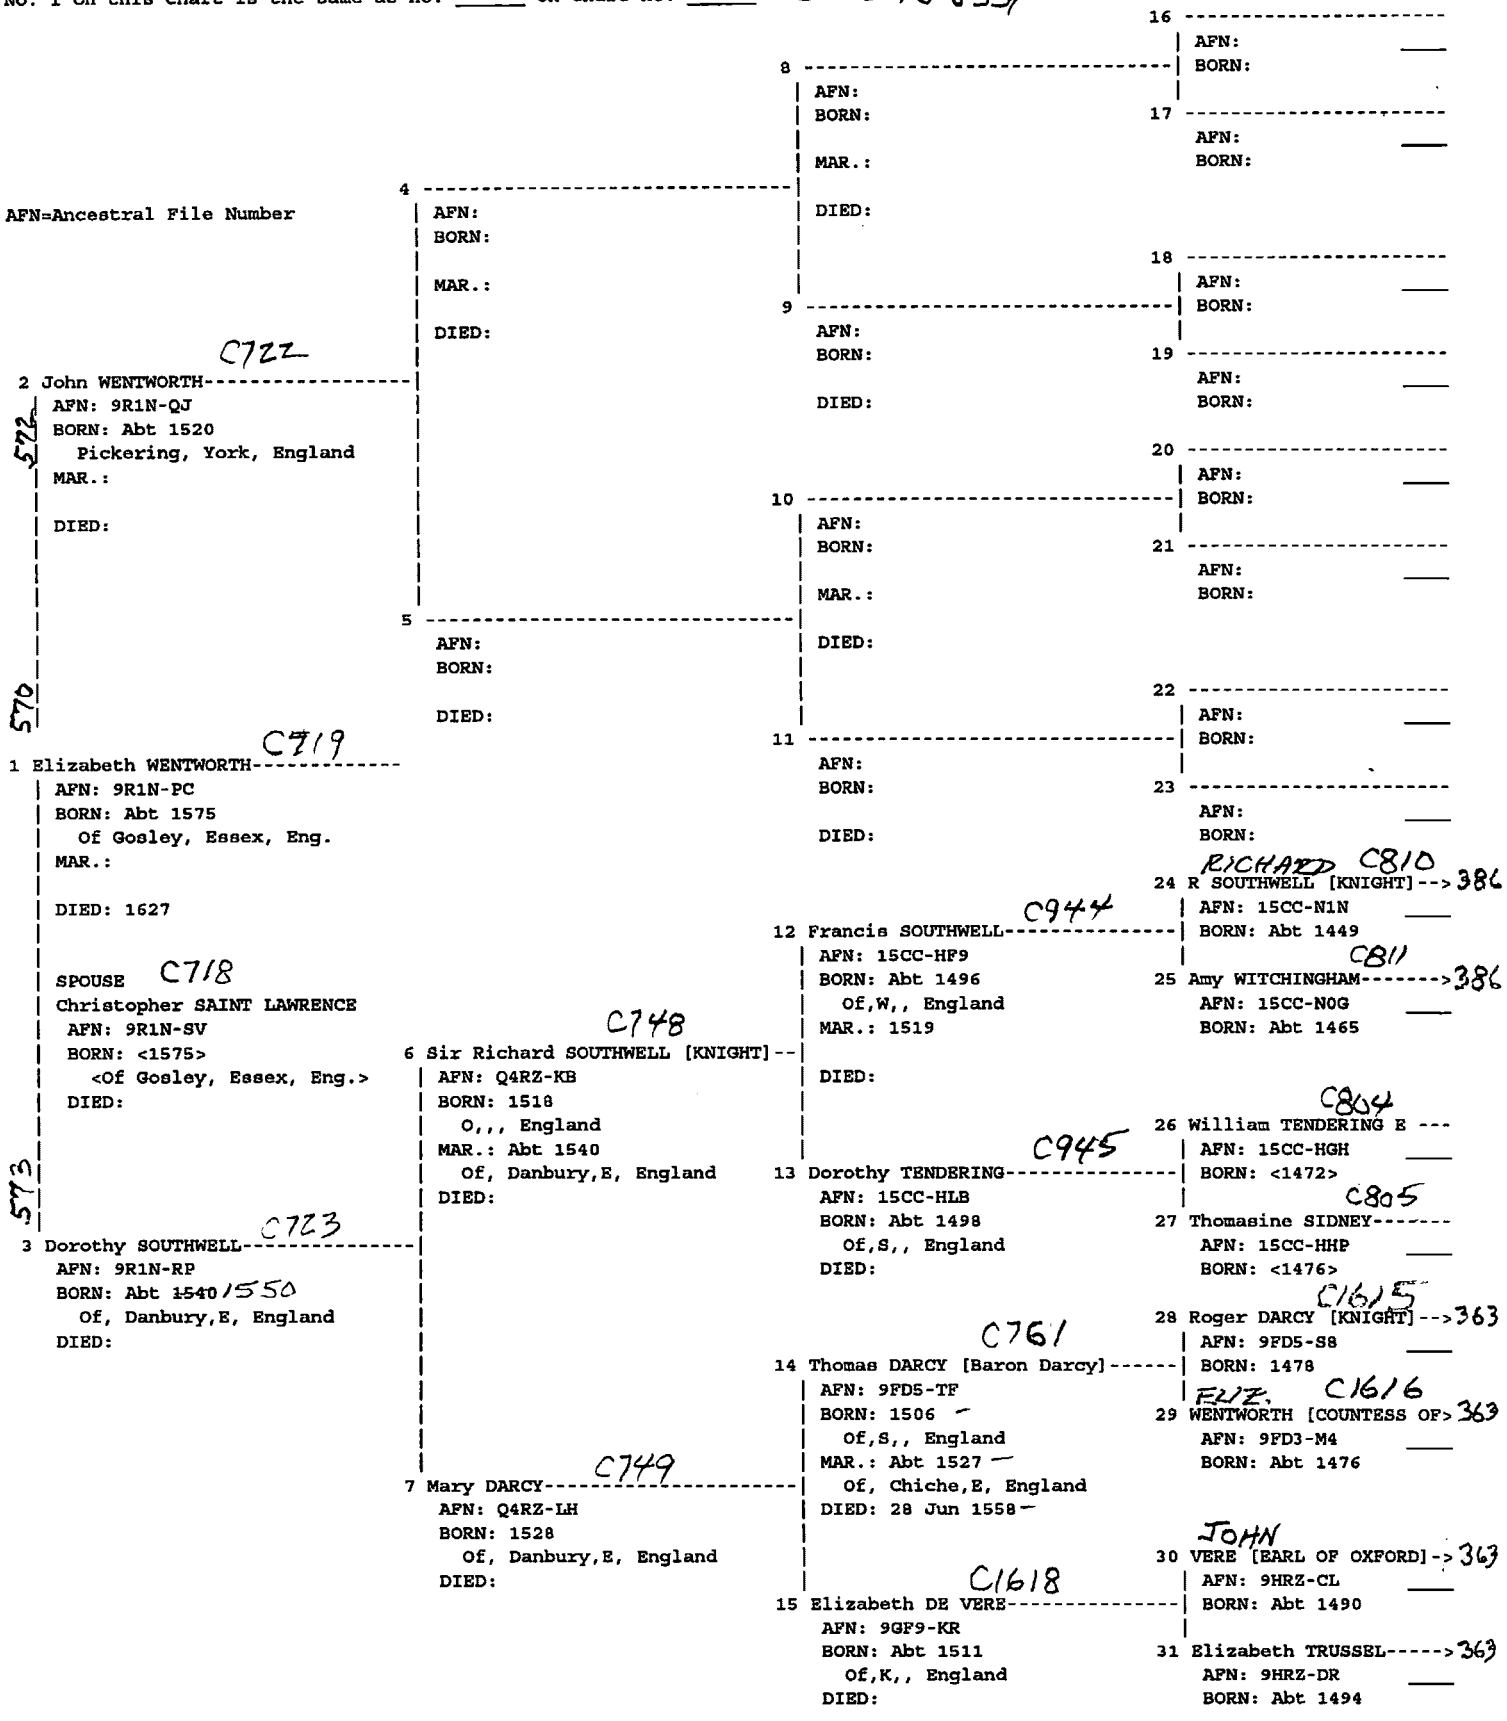 No. 1 on this chart is the same as no. _____ on chart no. _____
16
AFN:
BORN:
8
AFN:
BORN:
MAR.:
DIED:
17
AFN:
BORN:
4
AFN:
BORN:
MAR.:
DIED:
AFN=Ancestral File Number
18
AFN:
BORN:
9
AFN:
BORN:
DIED:
19
AFN:
BORN:
C722
2 John WENTWORTH
AFN: 9R1N-QJ
BORN: Abt 1520
Pickering, York, England
MAR.:
DIED:
572
20
AFN:
BORN:
10
AFN:
BORN:
MAR.:
DIED:
21
AFN:
BORN:
5
AFN:
BORN:
DIED:
570
22
AFN:
BORN:
11
AFN:
BORN:
DIED:
23
AFN:
BORN:
C719
1 Elizabeth WENTWORTH
AFN: 9R1N-PC
BORN: Abt 1575
Of Gosley, Essex, Eng.
MAR.:
DIED: 1627
SPOUSE C718
Christopher SAINT LAWRENCE
AFN: 9R1N-SV
BORN: <1575>
<Of Gosley, Essex, Eng.>
DIED:
RICHARD C810
24 R SOUTHWELL [KNIGHT] --> 386
AFN: 15CC-N1N
BORN: Abt 1449
C944
12 Francis SOUTHWELL
AFN: 15CC-HF9
BORN: Abt 1496
Of,W,, England
MAR.: 1519
DIED:
C811
25 Amy WITCHINGHAM-------> 386
AFN: 15CC-N0G
BORN: Abt 1465
C748
6 Sir Richard SOUTHWELL [KNIGHT]
AFN: Q4RZ-KB
BORN: 1518
O,,, England
MAR.: Abt 1540
Of, Danbury,E, England
DIED:
C804
26 William TENDERING E
AFN: 15CC-HGH
BORN: <1472>
C945
13 Dorothy TENDERING
AFN: 15CC-HLB
BORN: Abt 1498
Of,S,, England
DIED:
C805
27 Thomasine SIDNEY
AFN: 15CC-HHP
BORN: <1476>
573
C723
3 Dorothy SOUTHWELL
AFN: 9R1N-RP
BORN: Abt 1540 1550
Of, Danbury,E, England
DIED:
C1615
28 Roger DARCY [KNIGHT]--> 363
AFN: 9FD5-S8
BORN: 1478
C761
14 Thomas DARCY [Baron Darcy]
AFN: 9FD5-TF
BORN: 1506
Of,S,, England
MAR.: Abt 1527
Of, Chiche,E, England
DIED: 28 Jun 1558
ELIZ. C1616
29 WENTWORTH [COUNTESS OF> 363
AFN: 9FD3-M4
BORN: Abt 1476
C749
7 Mary DARCY
AFN: Q4RZ-LH
BORN: 1528
Of, Danbury,E, England
DIED:
JOHN
30 VERE [EARL OF OXFORD]-> 363
AFN: 9HRZ-CL
BORN: Abt 1490
C1618
15 Elizabeth DE VERE
AFN: 9GF9-KR
BORN: Abt 1511
Of,K,, England
DIED:
31 Elizabeth TRUSSEL-----> 363
AFN: 9HRZ-DR
BORN: Abt 1494